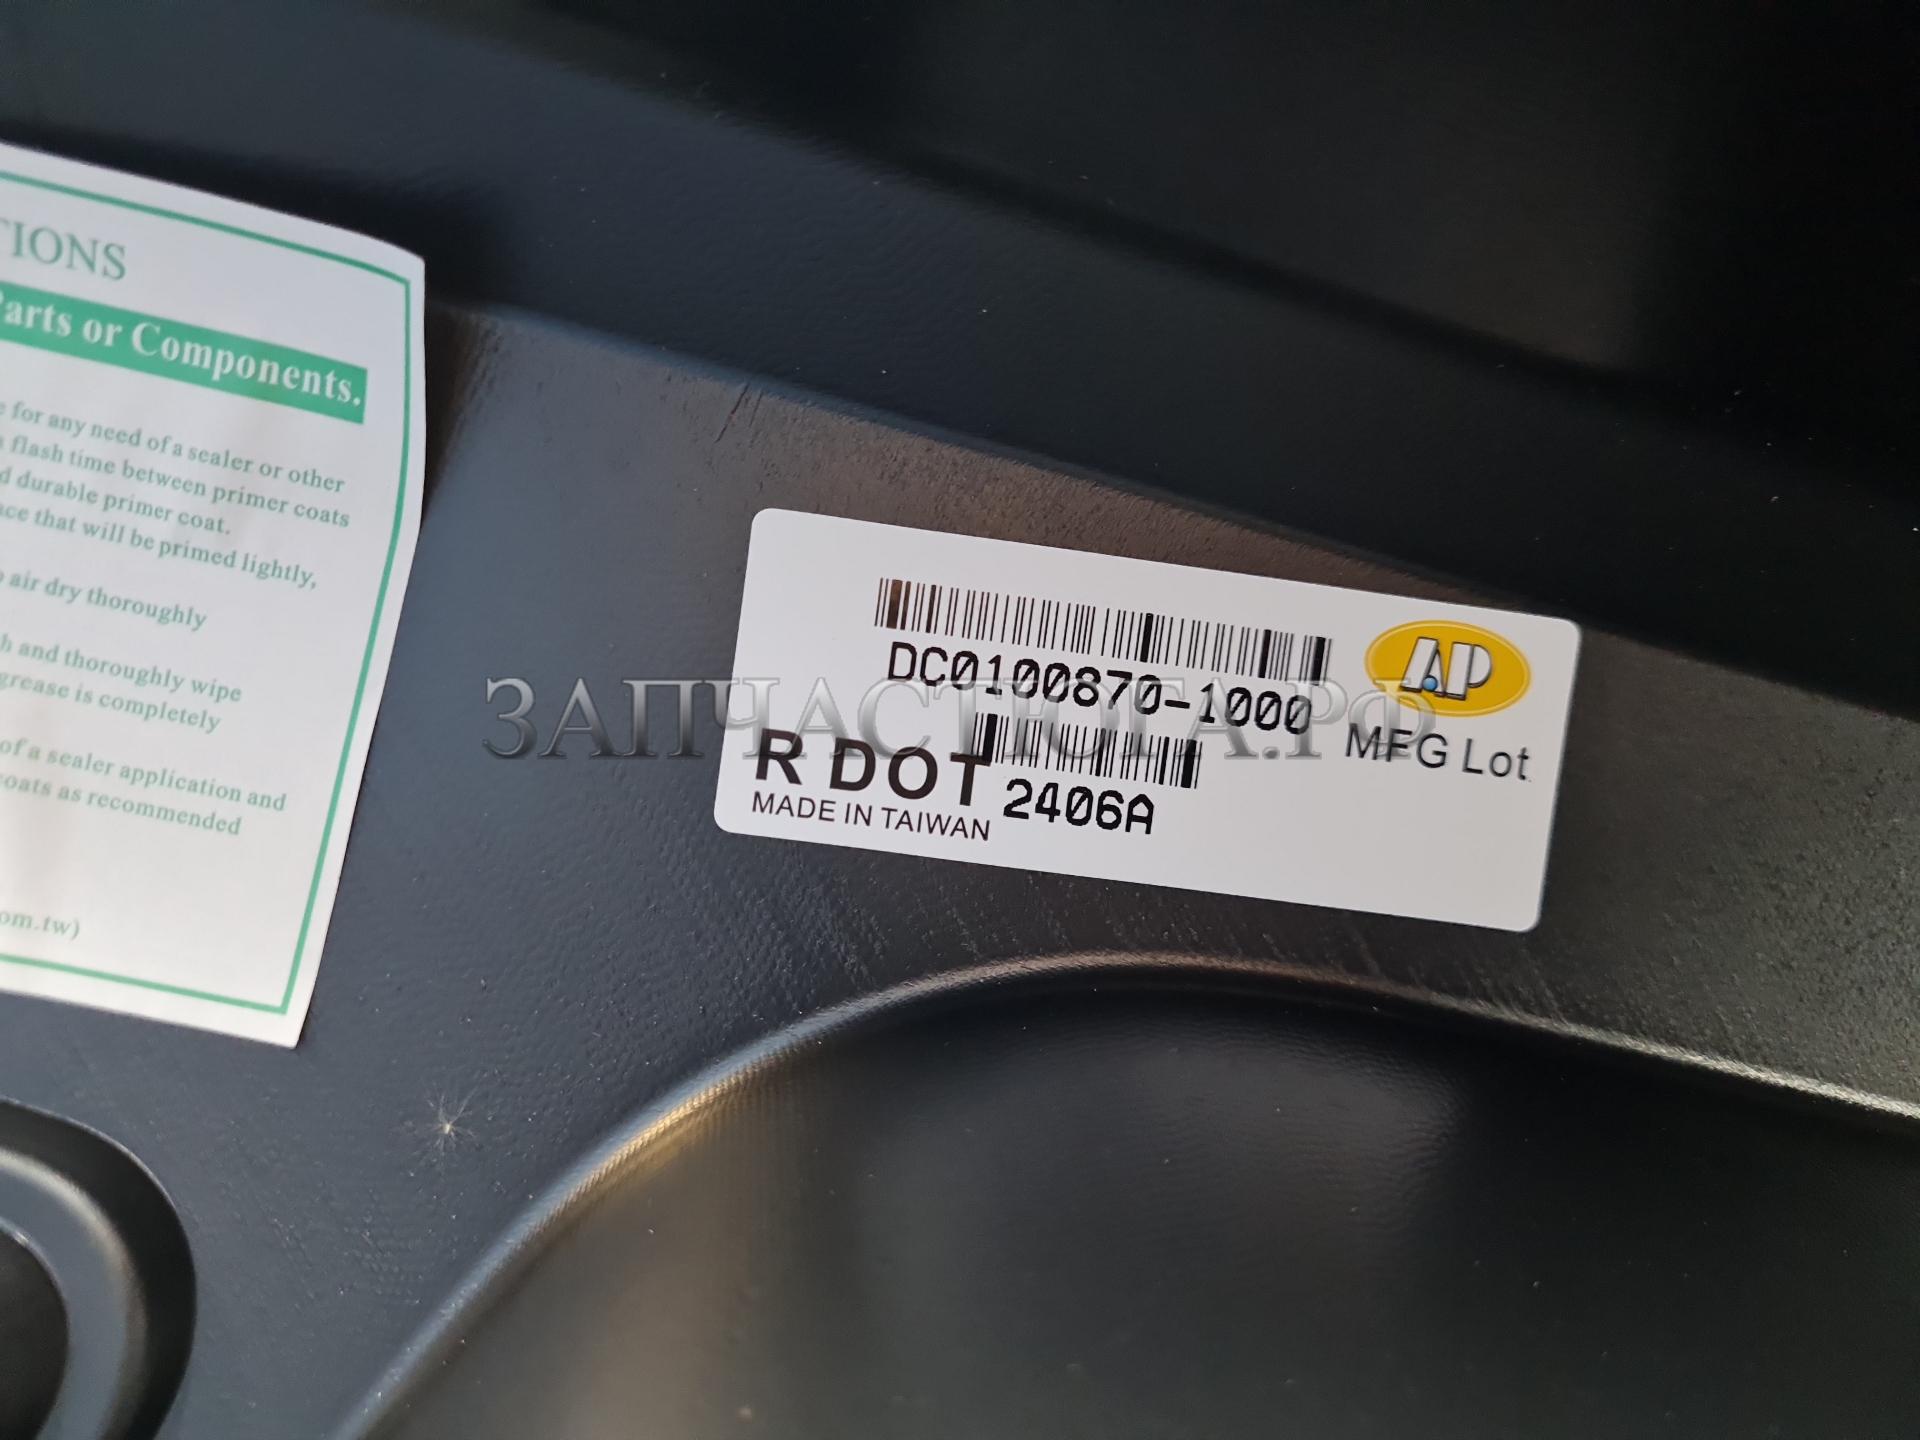 TIONS
Parts or Components.
for any need of a sealer or other
flash time between primer coats
d durable primer coat.
ace that will be primed lightly,
air dry thoroughly
h and thoroughly wipe
grease is completely
of a sealer application and
coats as recommended
om.tw)
DC0100870-1000
AP
MFG Lot
R DOT
2406A
MADE IN TAIWAN
ЗАПЧАСТЮГА.РФ